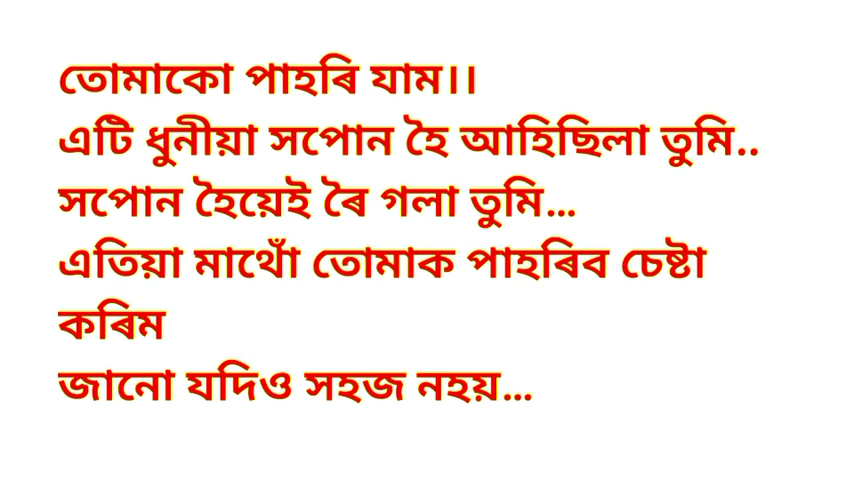 তোমাকো পাহৰি যাম।।
এটি ধুনীয়া সপোন হৈ আহিছিলা তুমি..
সপোন হৈয়েই ৰৈ গলা তুমি...
এতিয়া মাথোঁ তোমাক পাহৰিব চেষ্টা
কৰিম
জানো যদিও সহজ নহয়...